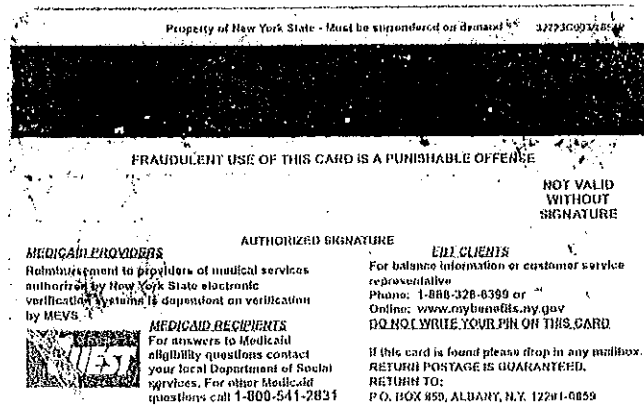 Property of New York State - Must be surrendered on demand
FRAUDULENT USE OF THIS CARD IS A PUNISHABLE OFFENSE
NOT VALID
WITHOUT
SIGNATURE
AUTHORIZED SIGNATURE
MEDICAID PROVIDERS
Reimbursement to providers of medical services
authorized by New York State electronic
verification systems is dependent on verification
by MEVS.
MEDICAID RECIPIENTS
For answers to Medicaid
eligibility questions contact
your local Department of Social
services. For other Medicaid
questions call 1-800-541-2831
EBT CLIENTS
For balance information or customer service
representative
Phone: 1-888-328-6399 or
Online: www.mybenefits.ny.gov
DO NOT WRITE YOUR PIN ON THIS CARD
If this card is found please drop in any mailbox.
RETURN POSTAGE IS GUARANTEED.
RETURN TO:
P.O. BOX 859, ALBANY, N.Y. 12201-0859